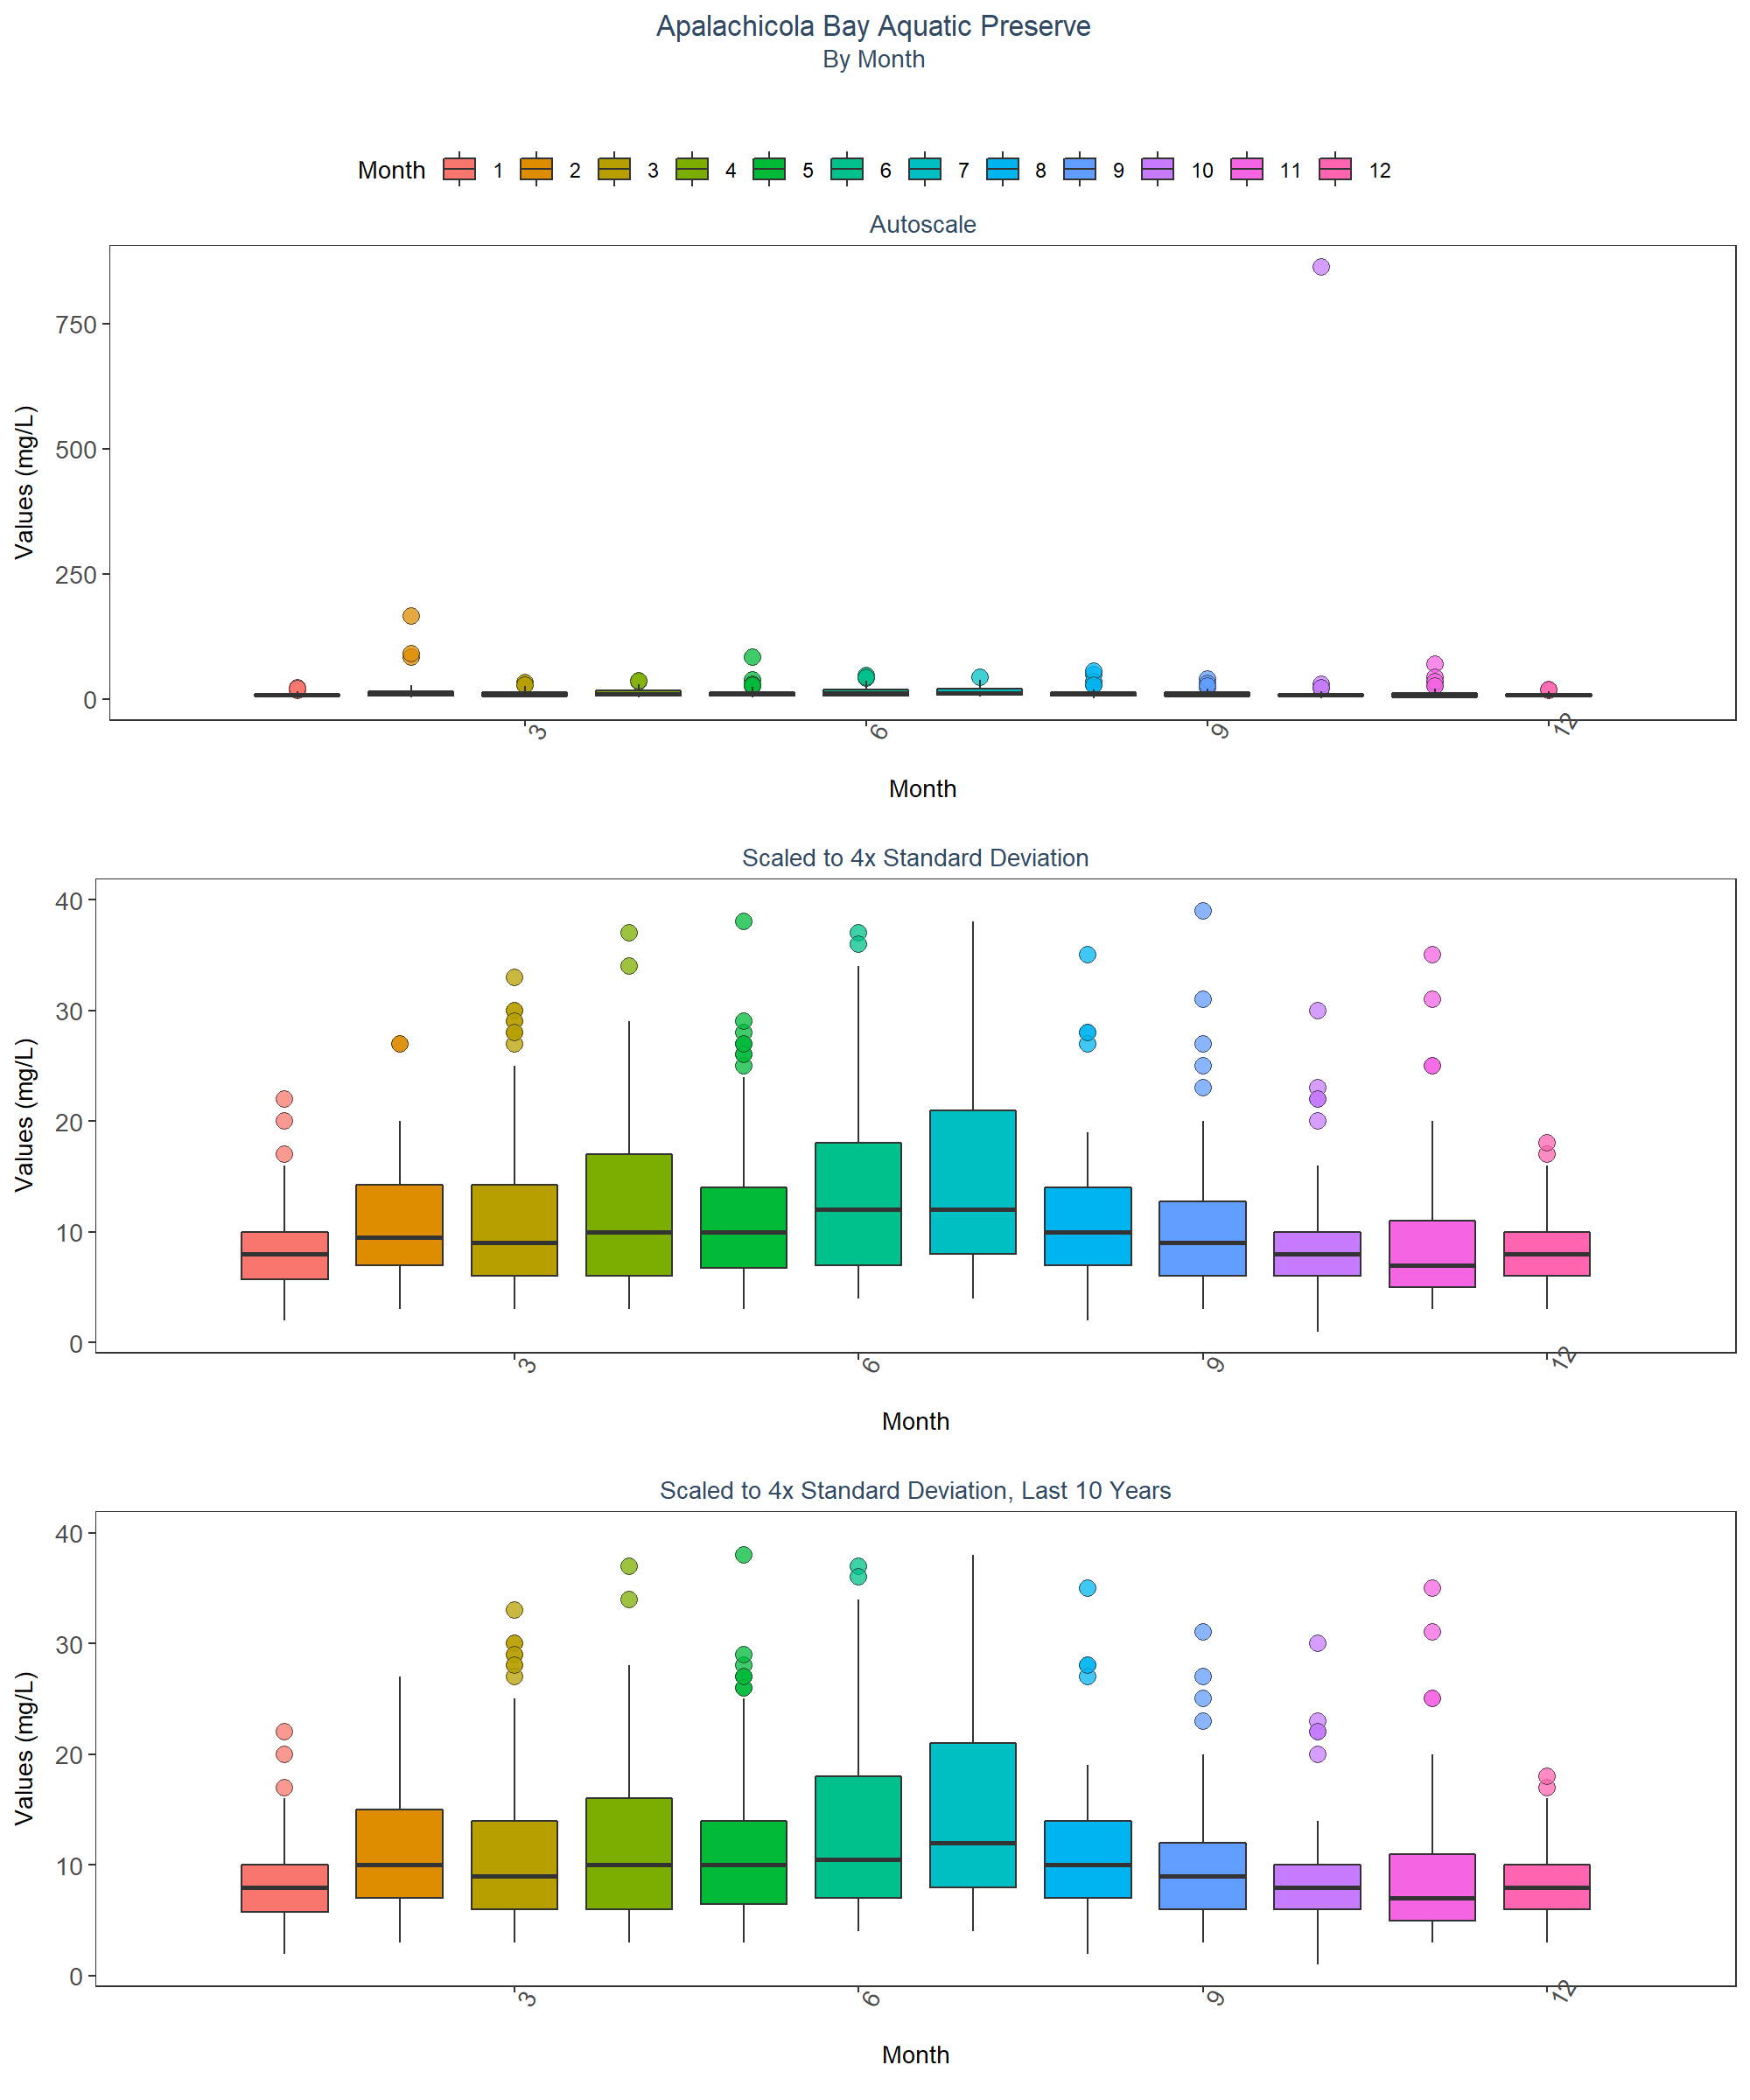 Apalachicola Bay Aquatic Preserve
By Month
Month 1 2 3 4 5 6 7 8 9 10 11 12
Autoscale
Values (mg/L)
750
500
250
0
3 6 9 12
Month
Scaled to 4x Standard Deviation
Values (mg/L)
40
30
20
10
0
3 6 9 12
Month
Scaled to 4x Standard Deviation, Last 10 Years
Values (mg/L)
40
30
20
10
0
3 6 9 12
Month